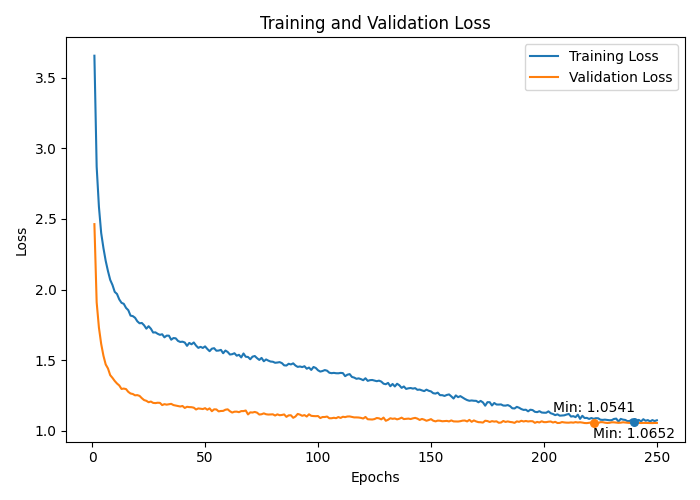 Training and Validation Loss
Training Loss
Validation Loss
3.5
3.0
2.5
2.0
1.5
1.0
Loss
Min: 1.0541
Min: 1.0652
0
50
100
150
200
250
Epochs